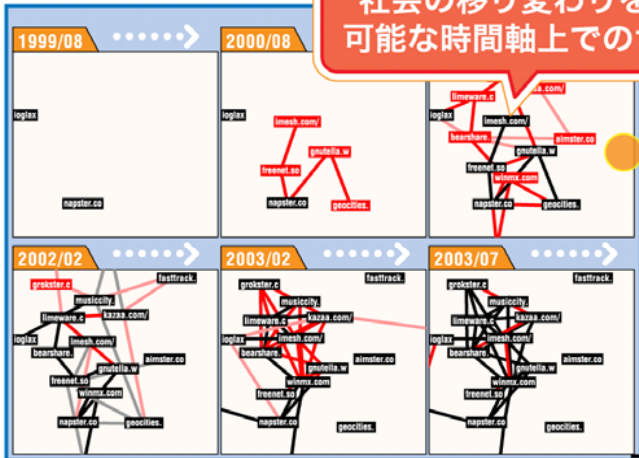 社会の移り変わりを
可能な時間軸上での
1999/08
ioglax
napster.co
2000/08
ioglax
imesh.com/
gnutella.w
freenet.so
napster.co
geocities.
limeware.c
aa.com/
imesh.com/
bearshare.
aimster.co
gnutella.w
freenet.so
winmx.com
napster.co
geocities.
2002/02
grokster.c
fasttrack.
musiccity.
limeware.c
kazaa.com/
ioglax
imesh.com/
bearshare.
aimster.co
gnutella.w
freenet.so
winmx.com
napster.co
geocities.
2003/02
grokster.c
fasttrack.
musiccity.
limeware.c
kazaa.com/
ioglax
imesh.com/
bearshare.
aimster.co
gnutella.w
winmx.com
freenet.so
napster.co
geocities.
2003/07
grokster.c
fasttrack.
musiccity.
limeware.c
kazaa.com/
ioglax
imesh.com/
bearshare.
aimster.co
gnutella.w
winmx.com
freenet.so
napster.co
geocities.